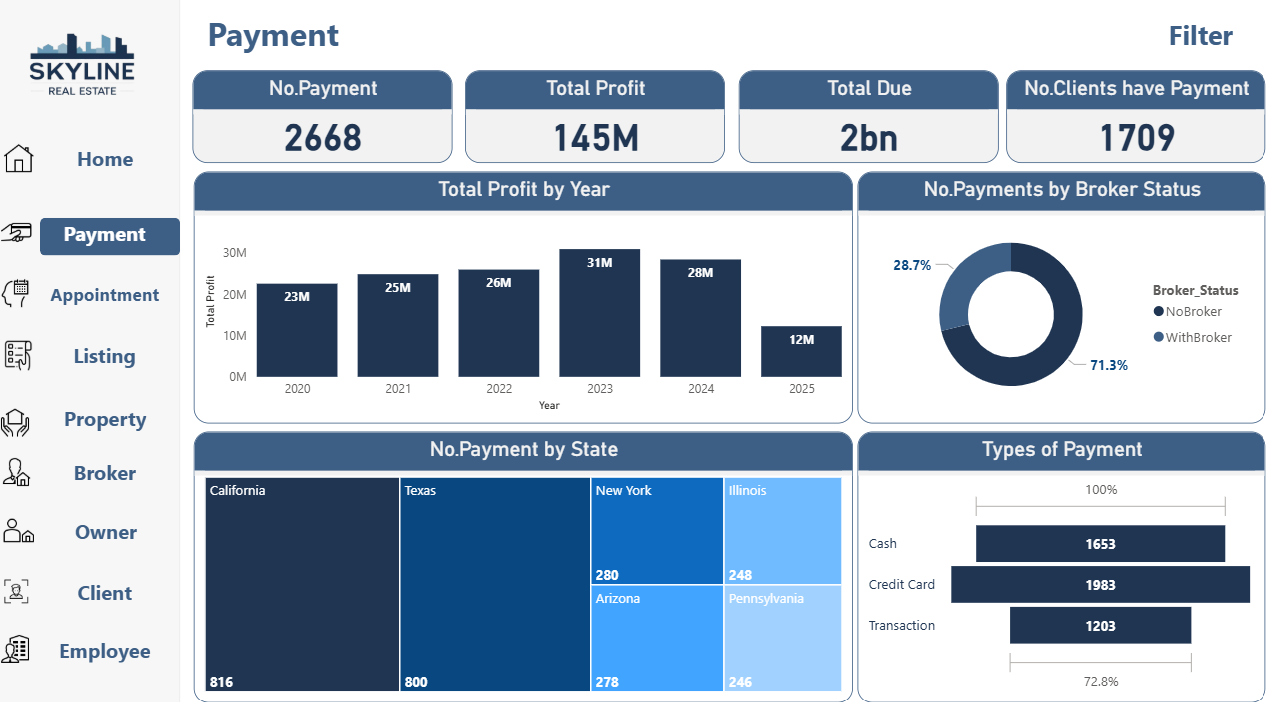 SKYLINE
REAL ESTATE
Home
Payment
Appointment
Listing
Property
Broker
Owner
Client
Employee
Payment
Filter
No.Payment
2668
Total Profit
145M
Total Due
2bn
No.Clients have Payment
1709
Total Profit by Year
Total Profit
30M
20M
10M
0M
23M
25M
26M
31M
28M
12M
2020
2021
2022
2023
2024
2025
Year
No.Payments by Broker Status
28.7%
71.3%
Broker_Status
NoBroker
WithBroker
No.Payment by State
California
816
Texas
800
New York
280
Illinois
248
Arizona
278
Pennsylvania
246
Types of Payment
100%
Cash
1653
Credit Card
1983
Transaction
1203
72.8%